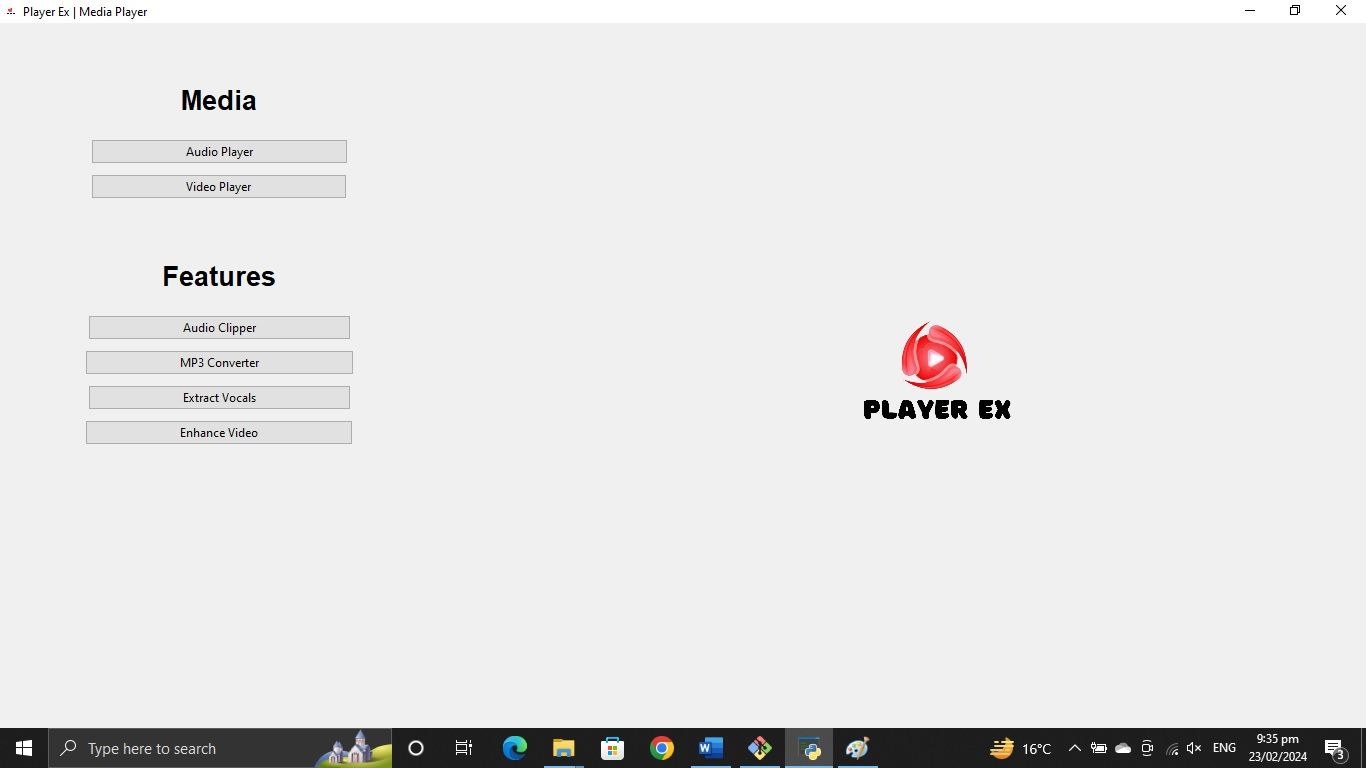 Player Ex | Media Player
Media
Audio Player
Video Player
Features
Audio Clipper
MP3 Converter
Extract Vocals
Enhance Video
PLAYER EX
Type here to search
16°C
ENG
9:35 pm
23/02/2024
3